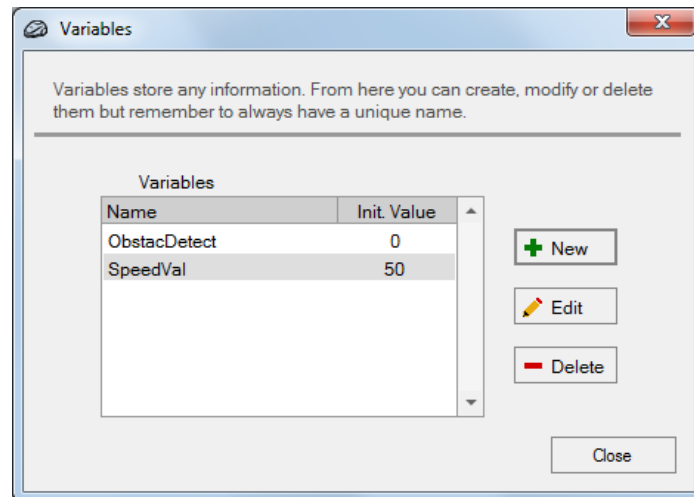 Variables
Variables store any information. From here you can create, modify or delete
them but remember to always have a unique name.
Variables
Name Init. Value
ObstacDetect 0
SpeedVal 50
New
Edit
Delete
Close